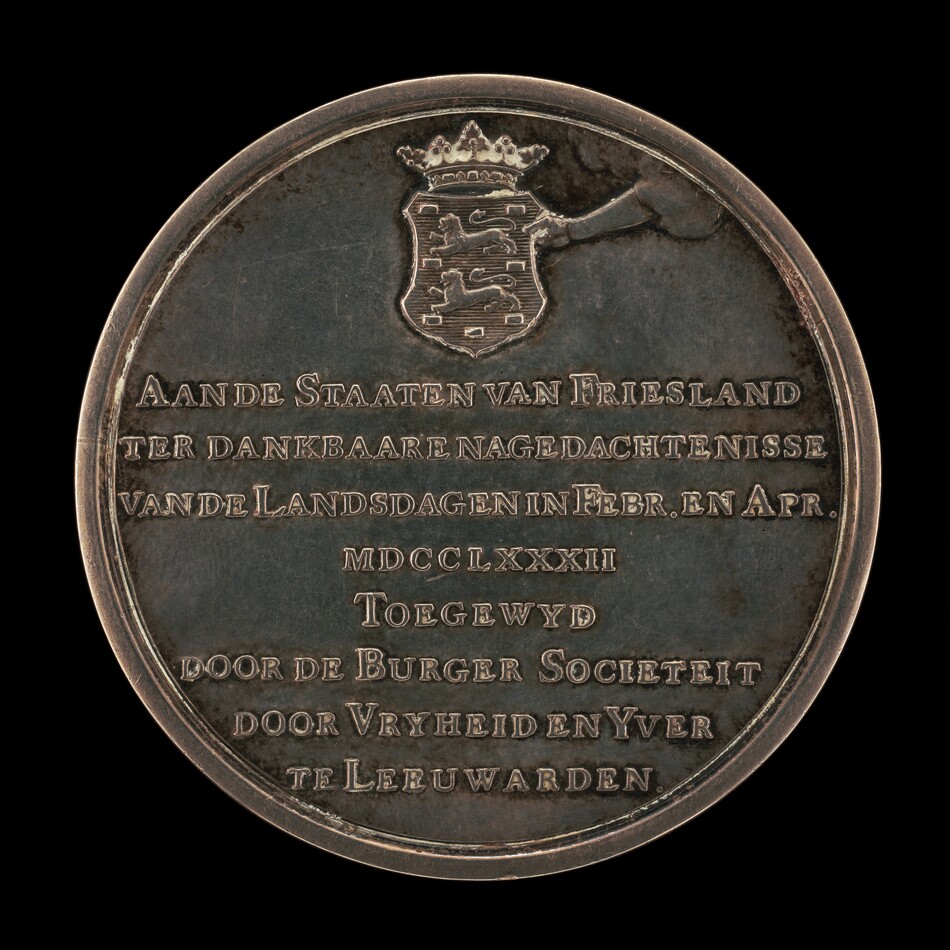 AAN DE STAATEN VAN FRIESLAND
TER DANKBAARE NAGEDACHTENISSE
VAN DE LANDSDAGEN IN FEBR. EN APR.
MDCCLXXXII
TOEGEWYD
DOOR DE BURGER SOCIETEIT
DOOR VRYHEID EN YVER
TE LEEUWARDEN.